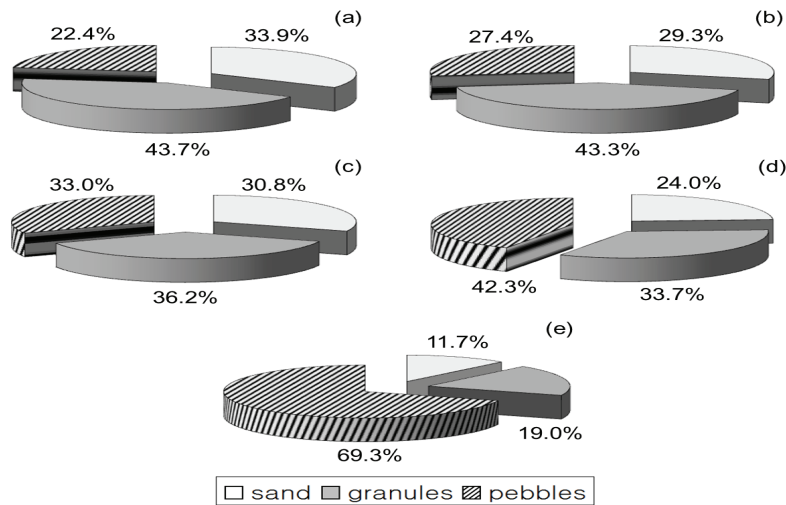 (a)
22.4% 33.9%
43.7%
(b)
27.4% 29.3%
43.3%
(c)
33.0% 30.8%
36.2%
(d)
24.0%
42.3% 33.7%
(e)
11.7%
19.0%
69.3%
sand granules pebbles